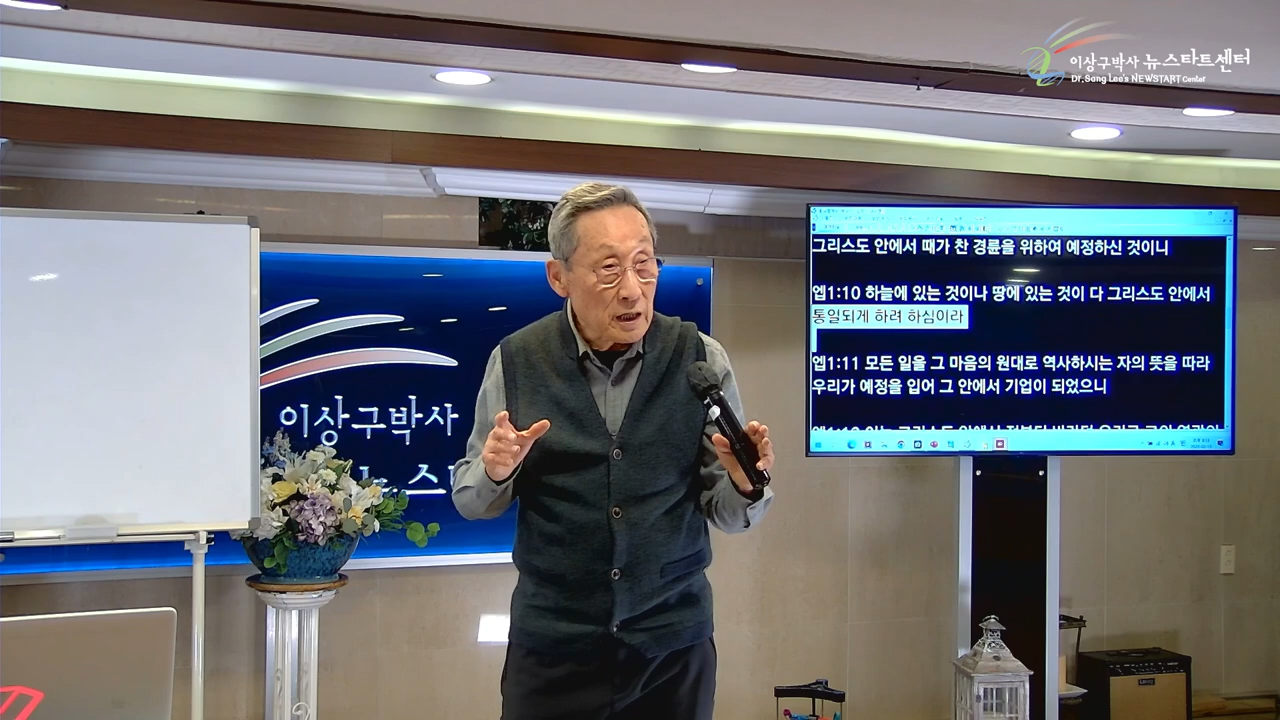 이상구박사 뉴스타트센터
Dr. Sang Lee's NEWSTART Center
그리스도 안에서 때가 찬 경륜을 위하여 예정하신 것이니
엡1:10 하늘에 있는 것이나 땅에 있는 것이 다 그리스도 안에서
통일되게 하려 하심이라
엡1:11 모든 일을 그 마음의 원대로 역사하시는 자의 뜻을 따라
우리가 예정을 입어 그 안에서 기업이 되었으니
이상구박사